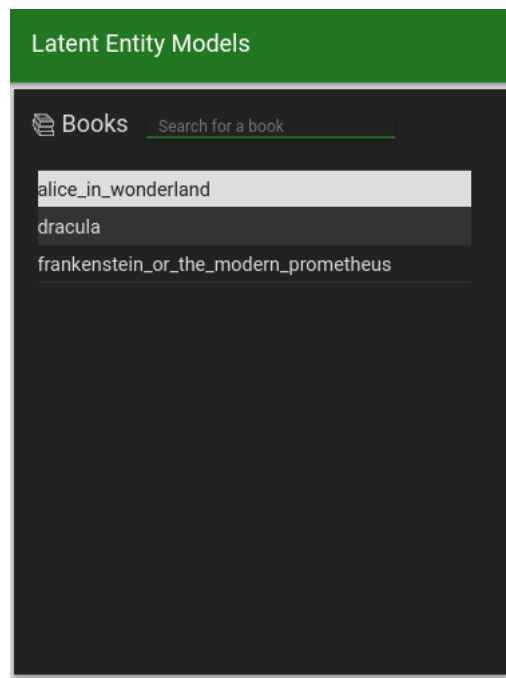 Latent Entity Models
Books
Search for a book
alice_in_wonderland
dracula
frankenstein_or_the_modern_prometheus